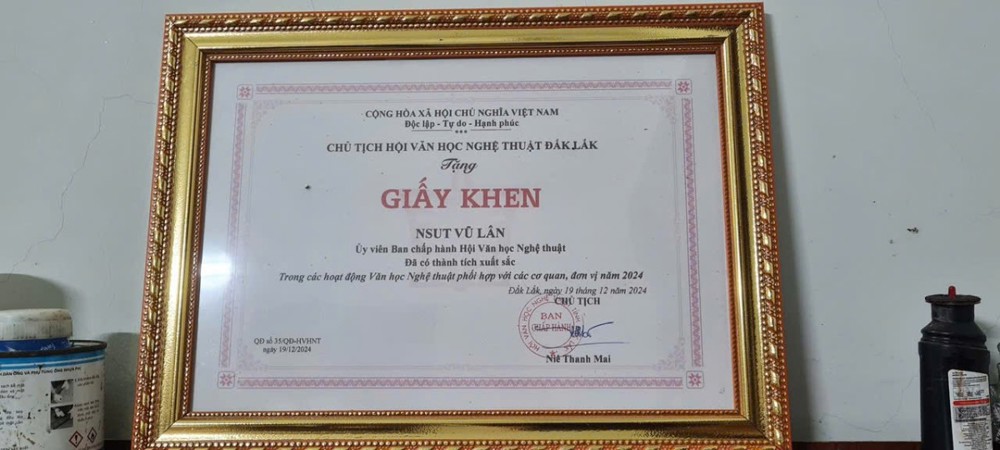 CỘNG HÒA XÃ HỘI CHỦ NGHĨA VIỆT NAM
Độc lập - Tự do - Hạnh phúc
***
CHỦ TỊCH HỘI VĂN HỌC NGHỆ THUẬT ĐẮK LẮK
Tặng
GIẤY KHEN
NSUT VŨ LÂN
Ủy viên Ban chấp hành Hội Văn học Nghệ thuật
Đã có thành tích xuất sắc
Trong các hoạt động Văn học Nghệ thuật phối hợp với các cơ quan, đơn vị năm 2024
Đắk Lắk, ngày 19 tháng 12 năm 2024
CHỦ TỊCH
BAN
CHẤP HÀNH
QĐ số 35/QĐ-HVHNT
ngày 19/12/2024
Niê Thanh Mai